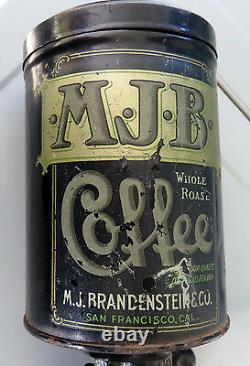 ·M·J·B·
WHOLE
ROAST
Coffee
M.J. BRANDENSTEIN & CO.
SAN FRANCISCO, CAL.